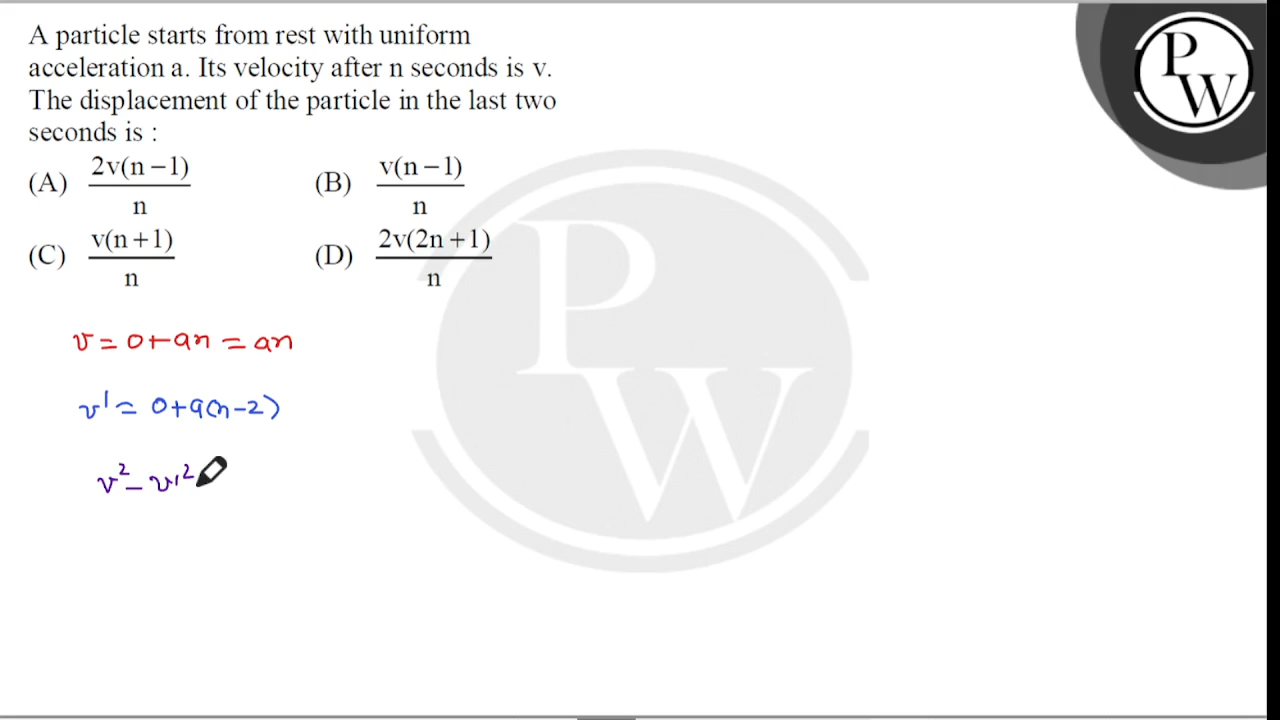 A particle starts from rest with uniform
acceleration a. Its velocity after n seconds is v.
The displacement of the particle in the last two
seconds is :
(A) 2v(n−1)/n (B) v(n−1)/n
(C) v(n+1)/n (D) 2v(2n+1)/n
v = 0+an = an
v' = 0+a(n−2)
v² − v'²
P
W
P
W